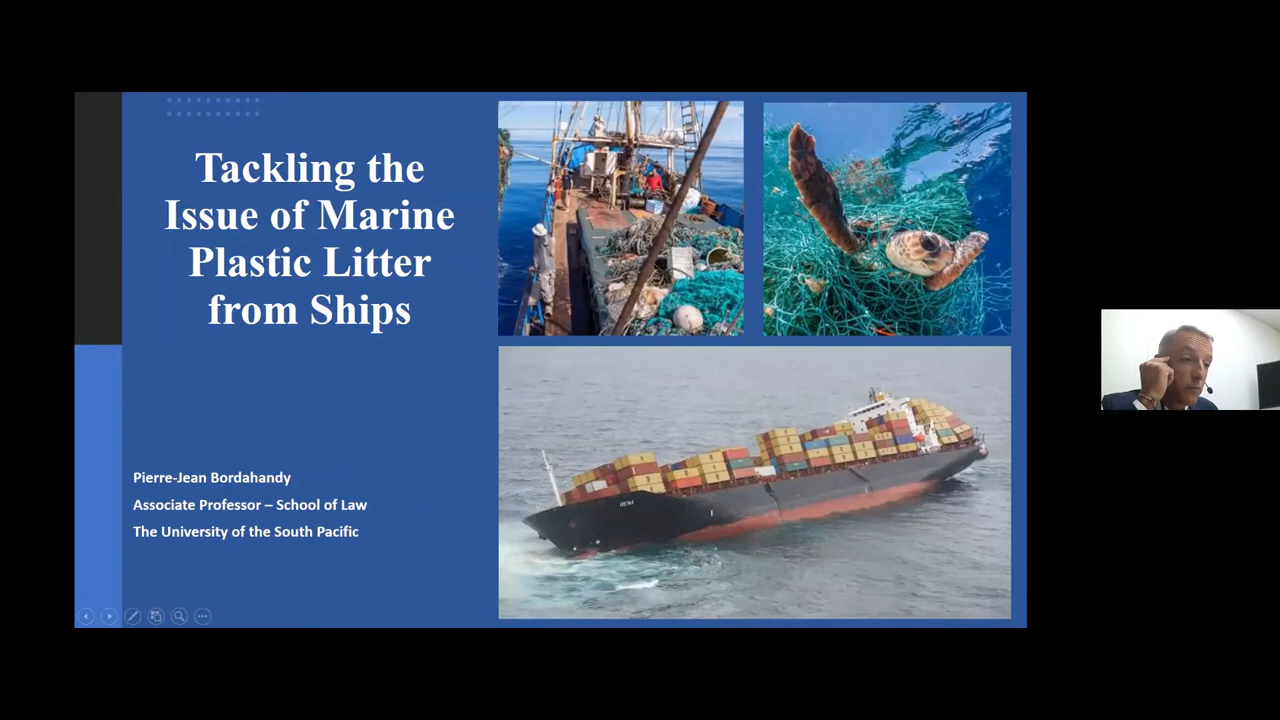 Tackling the
Issue of Marine
Plastic Litter
from Ships
Pierre-Jean Bordahandy
Associate Professor – School of Law
The University of the South Pacific
RENA